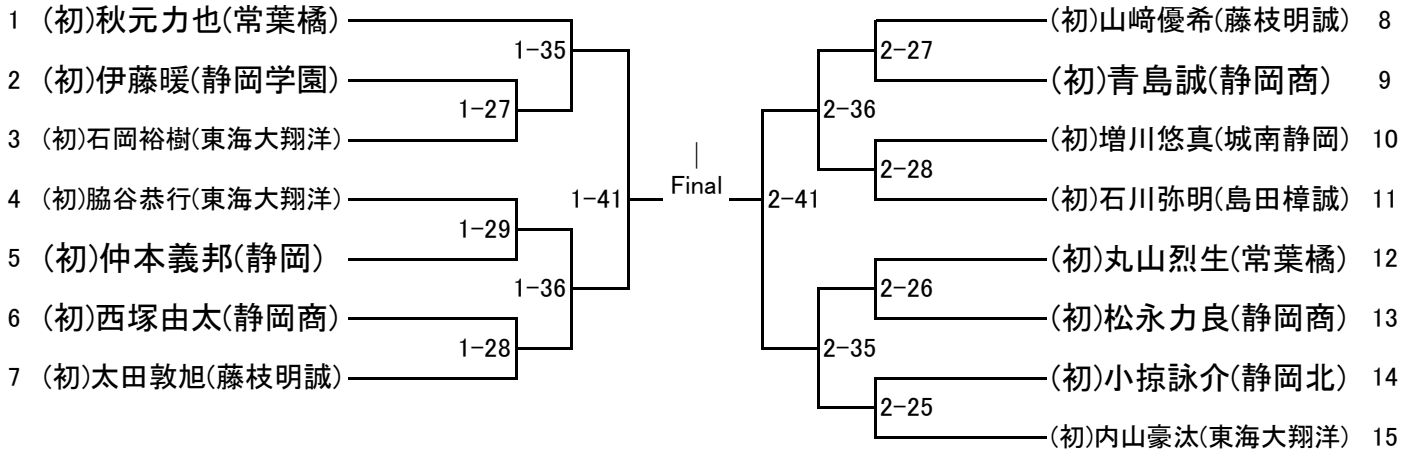 1 (初)秋元力也(常葉橘)
2 (初)伊藤暖(静岡学園)
3 (初)石岡裕樹(東海大翔洋)
4 (初)脇谷恭行(東海大翔洋)
5 (初)仲本義邦(静岡)
6 (初)西塚由太(静岡商)
7 (初)太田敦旭(藤枝明誠)
1-35
1-27
1-29
1-28
1-36
1-41
Final
2-41
2-36
2-35
2-27
2-28
2-26
2-25
(初)山﨑優希(藤枝明誠) 8
(初)青島誠(静岡商) 9
(初)増川悠真(城南静岡) 10
(初)石川弥明(島田樟誠) 11
(初)丸山烈生(常葉橘) 12
(初)松永力良(静岡商) 13
(初)小掠詠介(静岡北) 14
(初)内山豪汰(東海大翔洋) 15